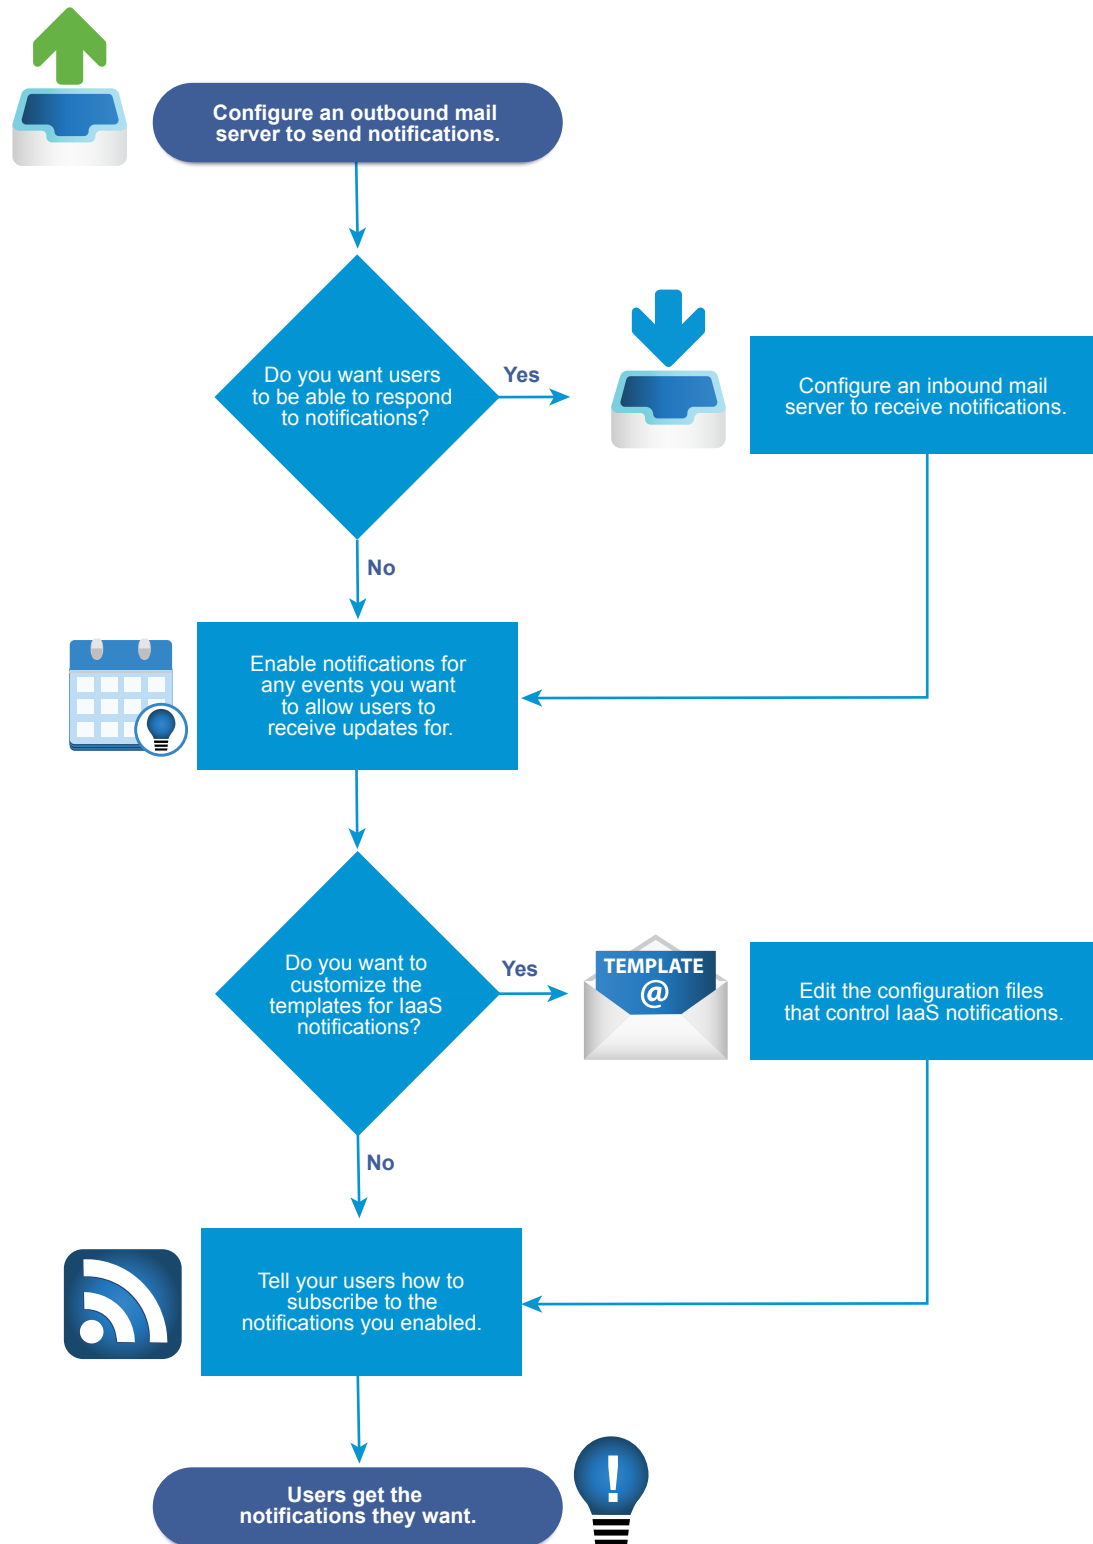 Configure an outbound mail
server to send notifications.
Do you want users
to be able to respond
to notifications?
Yes
Configure an inbound mail
server to receive notifications.
No
Enable notifications for
any events you want
to allow users to
receive updates for.
Do you want to
customize the
templates for IaaS
notifications?
Yes
TEMPLATE
@
Edit the configuration files
that control IaaS notifications.
No
Tell your users how to
subscribe to the
notifications you enabled.
Users get the
notifications they want.
!